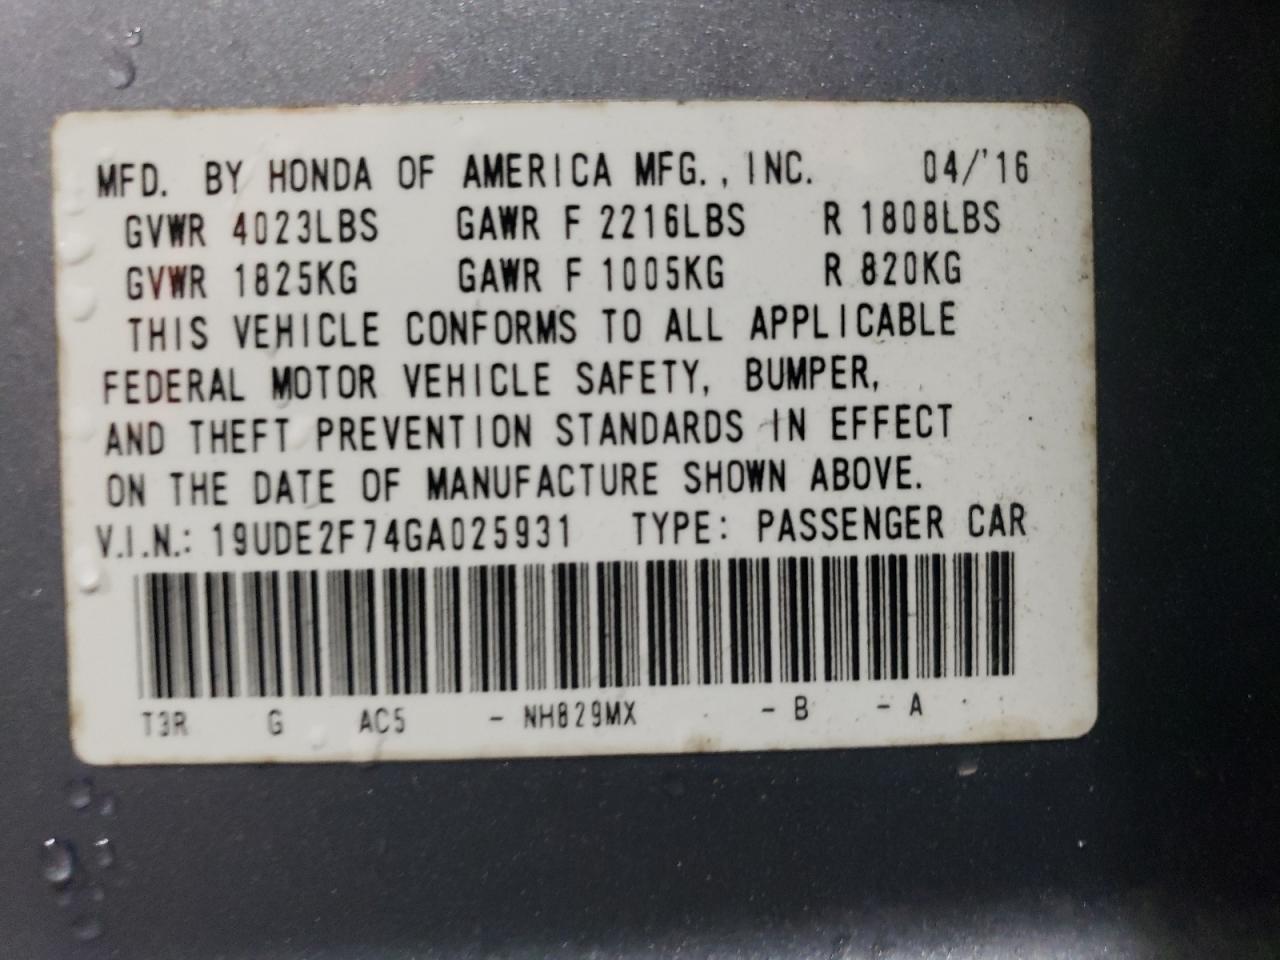 MFD. BY HONDA OF AMERICA MFG., INC. 04/'16
GVWR 4023LBS GAWR F 2216LBS R 1808LBS
GVWR 1825KG GAWR F 1005KG R 820KG
THIS VEHICLE CONFORMS TO ALL APPLICABLE
FEDERAL MOTOR VEHICLE SAFETY, BUMPER,
AND THEFT PREVENTION STANDARDS IN EFFECT
ON THE DATE OF MANUFACTURE SHOWN ABOVE.
V.I.N.: 19UDE2F74GA025931 TYPE: PASSENGER CAR
T3R G AC5 - NH829MX - B - A